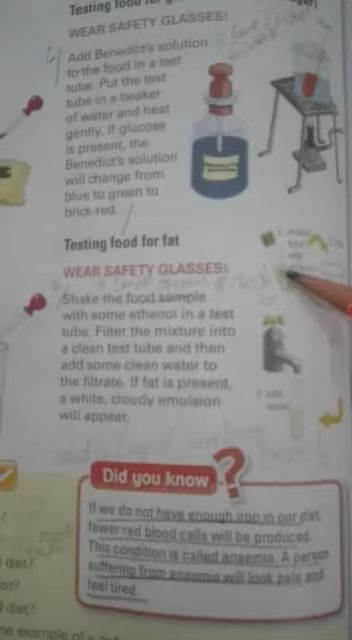 Testing food for
WEAR SAFETY GLASSES!
Add Benedict's solution
to the food in a test
tube. Put the test
tube in a beaker
of water and heat
gently. If glucose
is present, the
Benedict's solution
will change from
blue to green to
brick-red.
Testing food for fat
WEAR SAFETY GLASSES!
Shake the food sample
with some ethanol in a test
tube. Filter the mixture into
a clean test tube and then
add some clean water to
the filtrate. If fat is present,
a white, cloudy emulsion
will appear.
Did you know ?
If we do not have enough iron in our diet,
fewer red blood cells will be produced.
This condition is called anaemia. A person
suffering from anaemia will look pale and
feel tired.
diet?
diet?
example of a